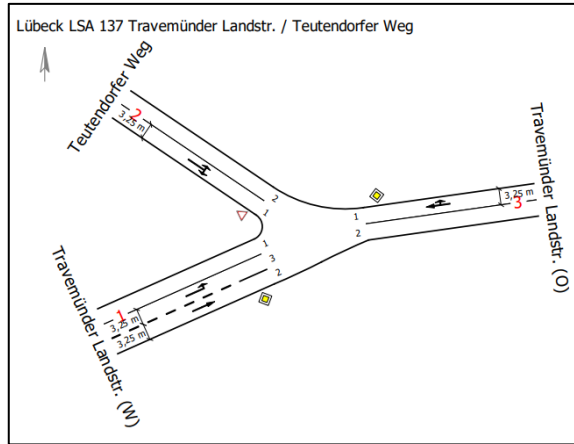 Lübeck LSA 137 Travemünder Landstr. / Teutendorfer Weg
Teutendorfer Weg
2
3,25 m
2
1
Travemünder Landstr. (O)
3,25 m
3
1
2
1
3
2
1
3,25 m
3,25 m
Travemünder Landstr. (W)